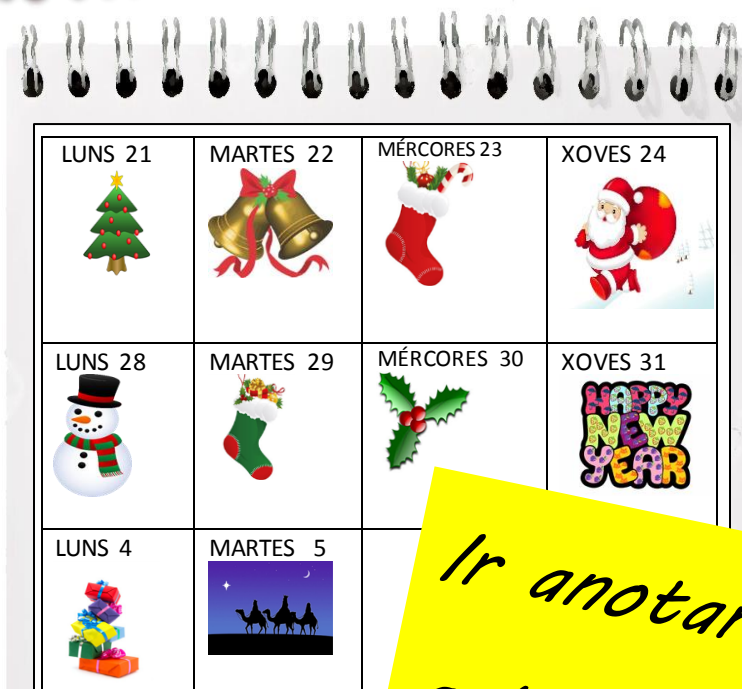 LUNS 21
MARTES 22
MÉRCORES 23
XOVES 24
LUNS 28
MARTES 29
MÉRCORES 30
XOVES 31
HAPPY
NEW
YEAR
LUNS 4
MARTES 5
Ir anotar